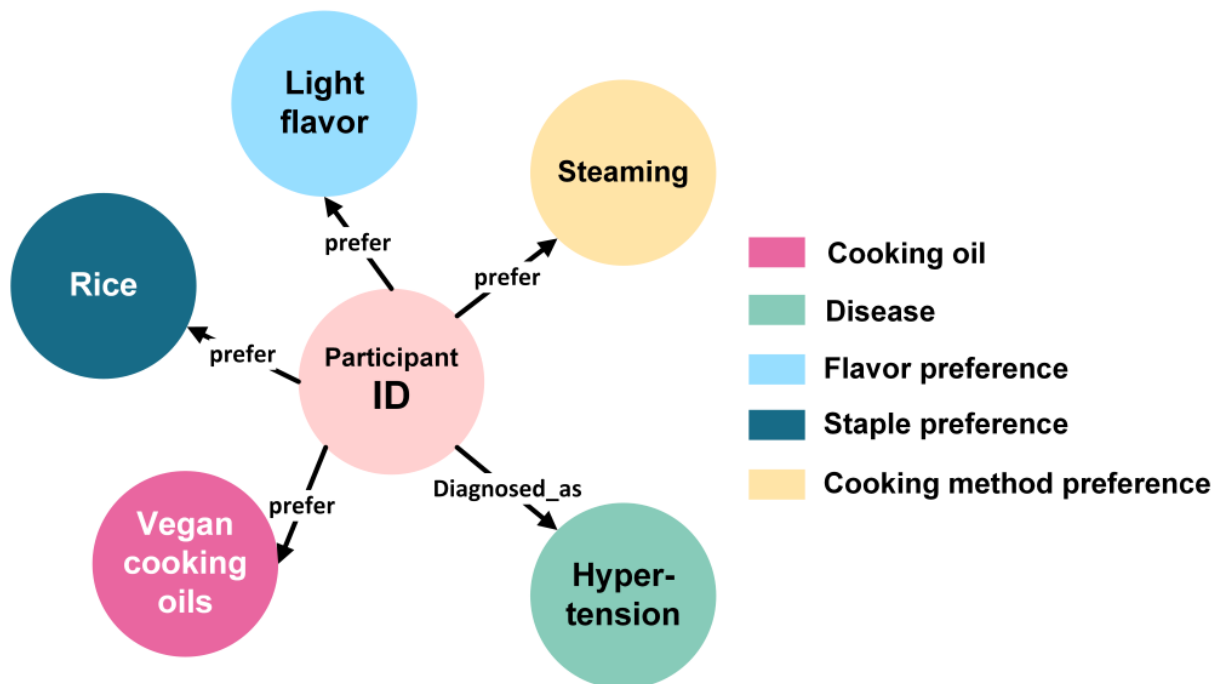 Light
flavor
Steaming
prefer
prefer
Rice
prefer
Participant
ID
prefer
Diagnosed_as
Vegan
cooking
oils
Hyper-
tension
Cooking oil
Disease
Flavor preference
Staple preference
Cooking method preference